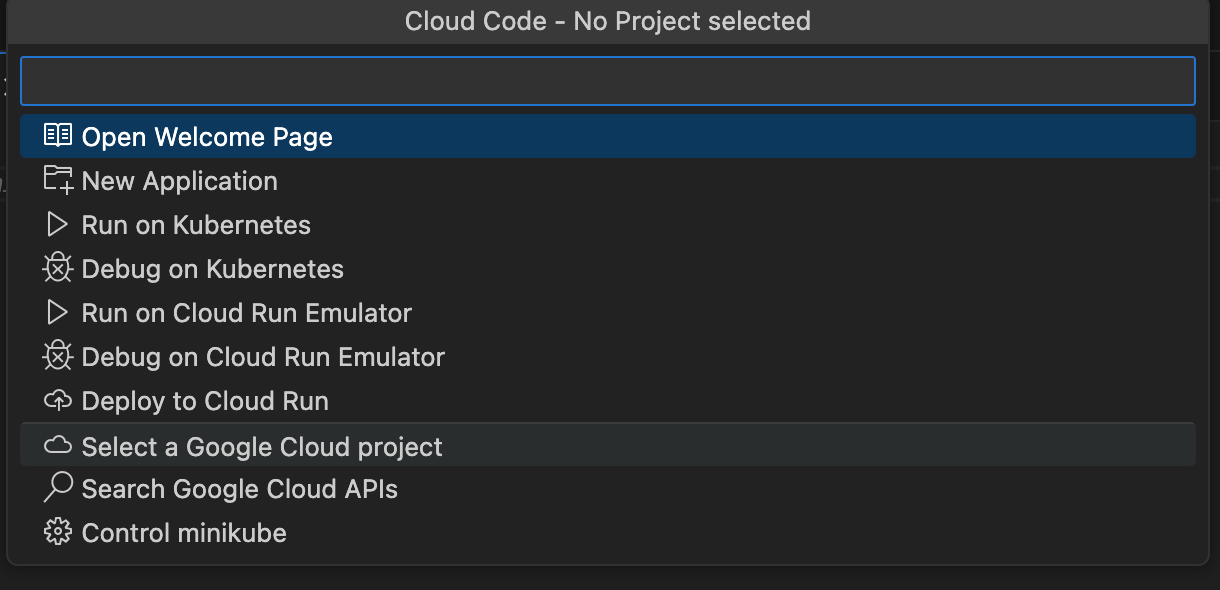 Cloud Code - No Project selected
Open Welcome Page
New Application
Run on Kubernetes
Debug on Kubernetes
Run on Cloud Run Emulator
Debug on Cloud Run Emulator
Deploy to Cloud Run
Select a Google Cloud project
Search Google Cloud APIs
Control minikube